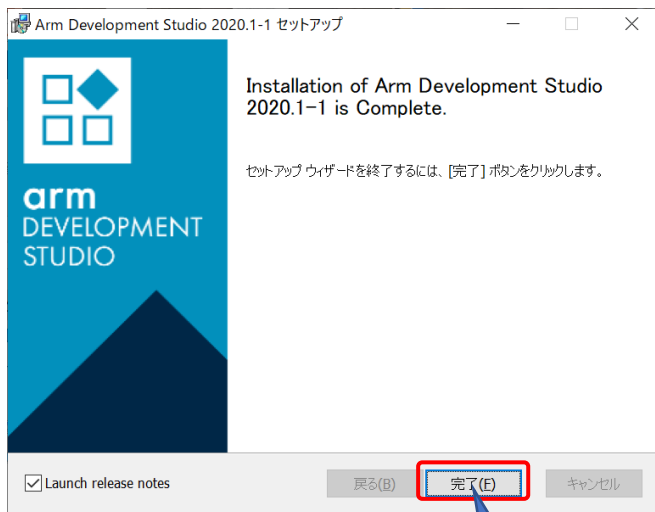 Arm Development Studio 2020.1-1 セットアップ
Installation of Arm Development Studio
2020.1-1 is Complete.
セットアップ ウィザードを終了するには、[完了] ボタンをクリックします。
arm
DEVELOPMENT
STUDIO
Launch release notes
戻る(B)
完了(F)
キャンセル